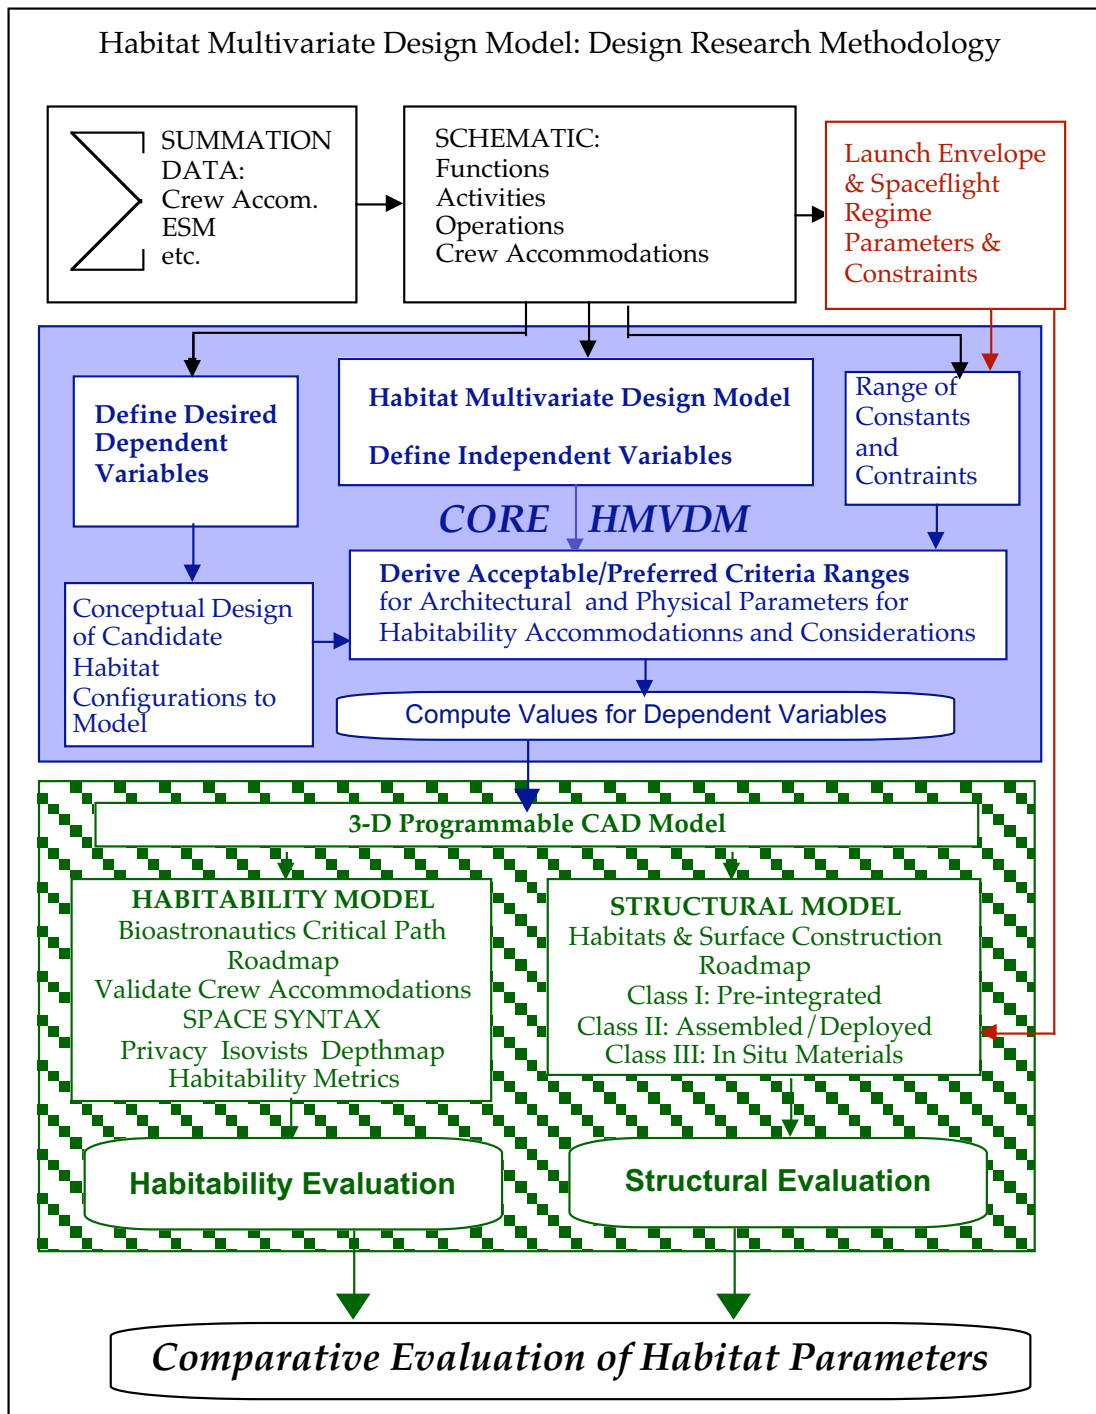 Habitat Multivariate Design Model: Design Research Methodology
SUMMATION
DATA:
Crew Accom.
ESM
etc.
SCHEMATIC:
Functions
Activities
Operations
Crew Accommodations
Launch Envelope
& Spaceflight
Regime
Parameters &
Constraints
Define Desired
Dependent
Variables
Habitat Multivariate Design Model
Define Independent Variables
Range of
Constants
and
Contraints
CORE HMVDM
Conceptual Design
of Candidate
Habitat
Configurations to
Model
Derive Acceptable/Preferred Criteria Ranges
for Architectural and Physical Parameters for
Habitability Accommodationns and Considerations
Compute Values for Dependent Variables
3-D Programmable CAD Model
HABITABILITY MODEL
Bioastronautics Critical Path
Roadmap
Validate Crew Accommodations
SPACE SYNTAX
Privacy Isovists Depthmap
Habitability Metrics
STRUCTURAL MODEL
Habitats & Surface Construction
Roadmap
Class I: Pre-integrated
Class II: Assembled/Deployed
Class III: In Situ Materials
Habitability Evaluation
Structural Evaluation
Comparative Evaluation of Habitat Parameters